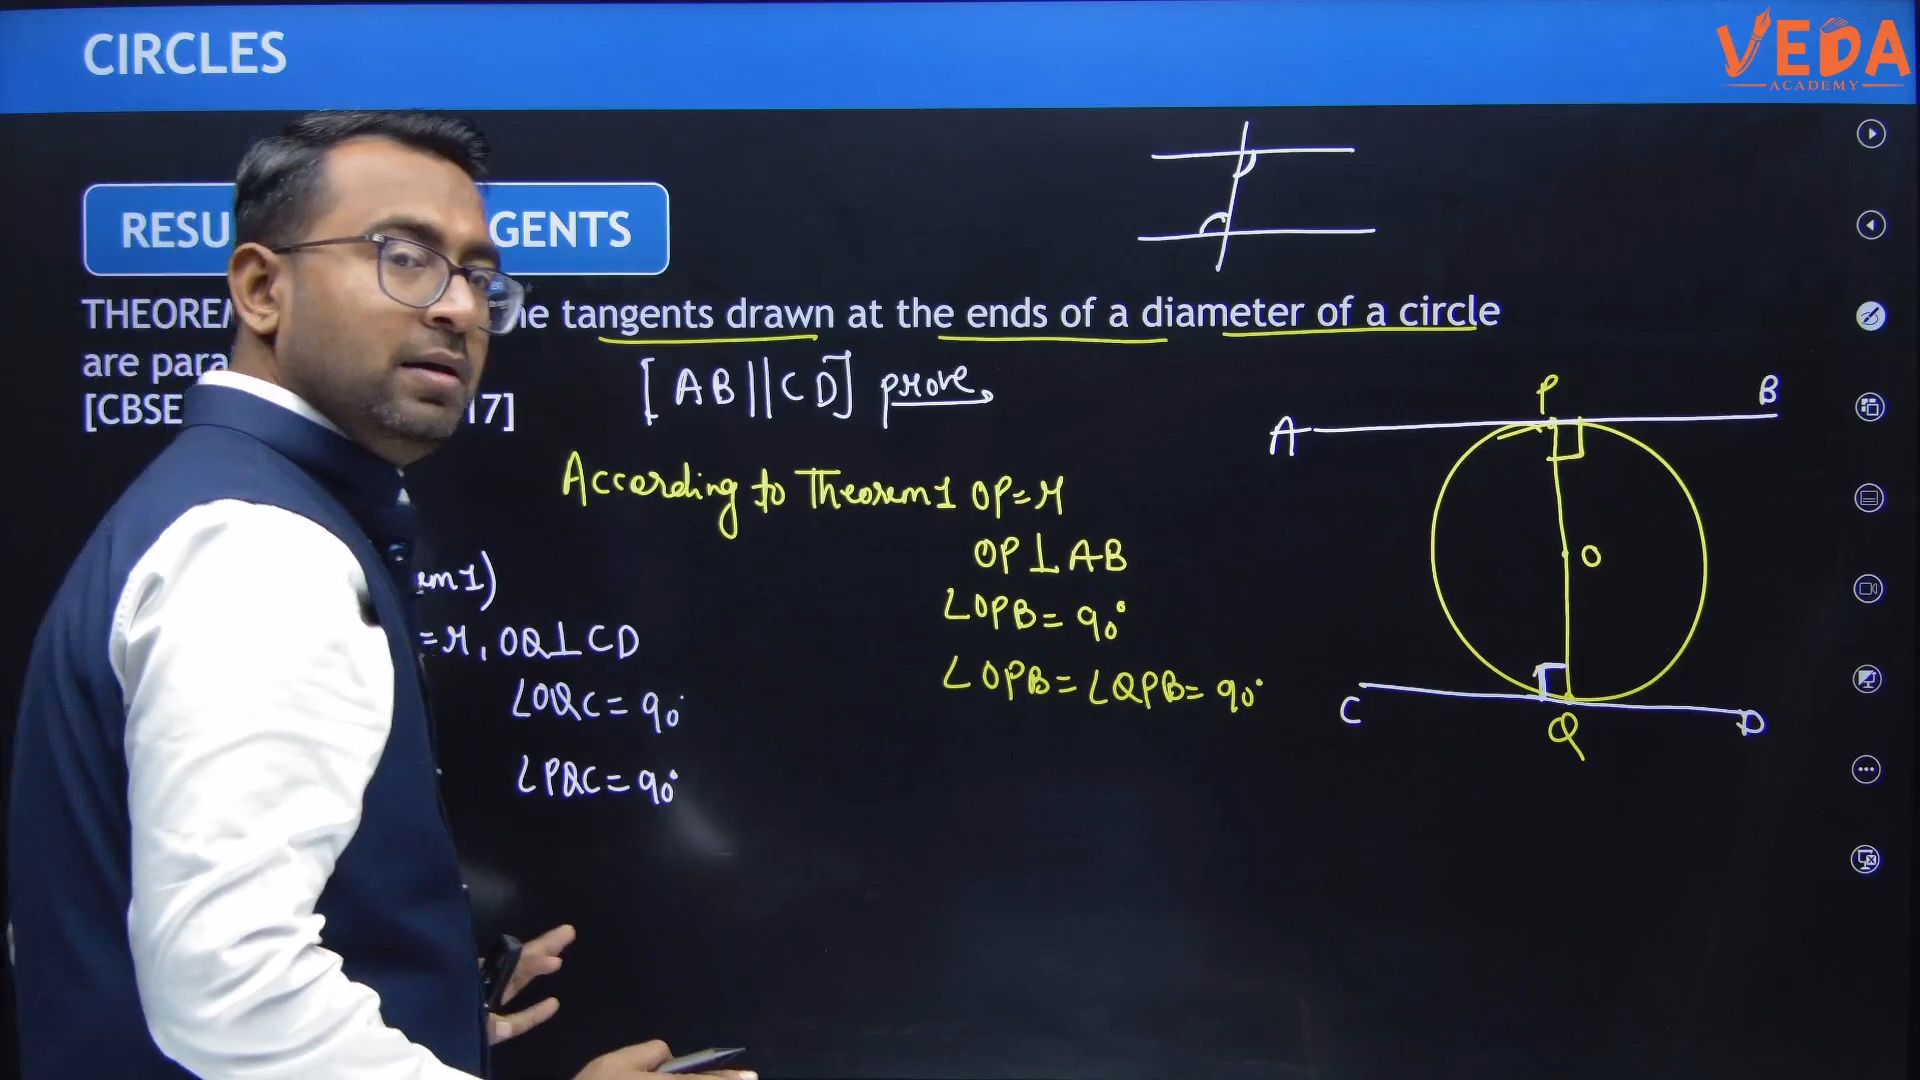 CIRCLES
VEDA
ACADEMY
RESU GENTS
THEOREM he tangents drawn at the ends of a diameter of a circle
are para
[CBSE 17]
[AB||CD] prove
P
B
A
According to Theorem 1 OP=r
OP⊥AB
O
em 1)
∠OPB= 90°
=r, OQ⊥CD
∠OPB=∠QPB= 90°
∠OQC= 90°
C
Q
D
∠PQC= 90°